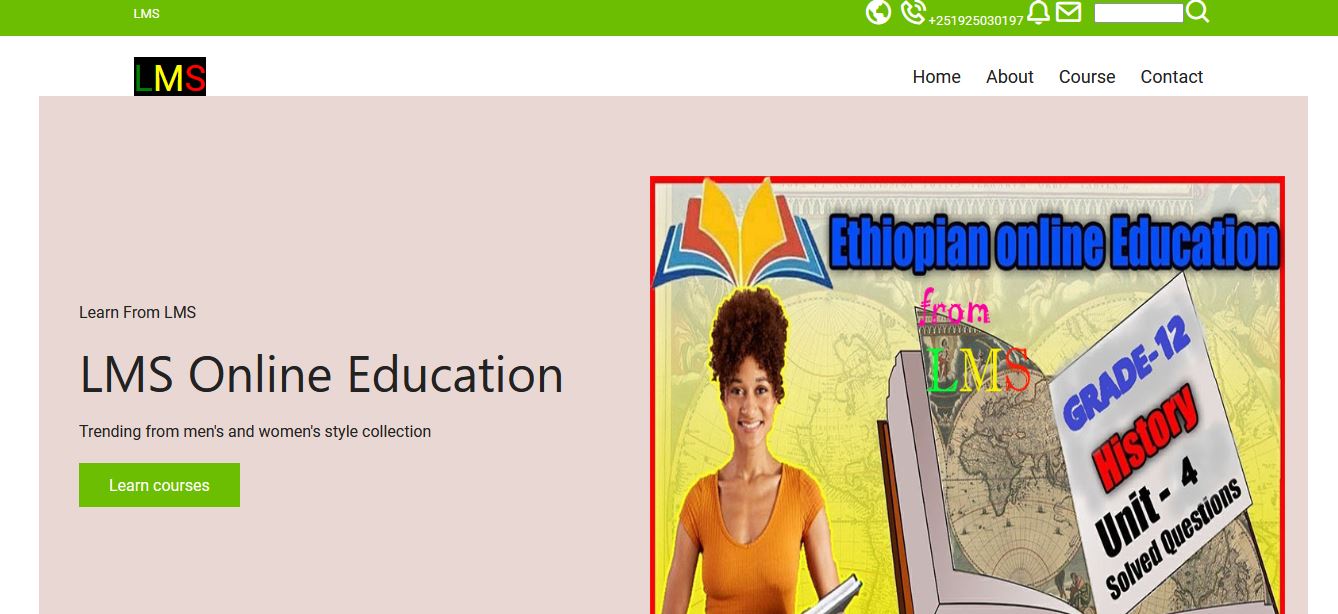 LMS
+251925030197
LMS
Home About Course Contact
Ethiopian online Education
from
LMS
GRADE-12
History
Unit - 4
Solved Questions
Learn From LMS
LMS Online Education
Trending from men's and women's style collection
Learn courses